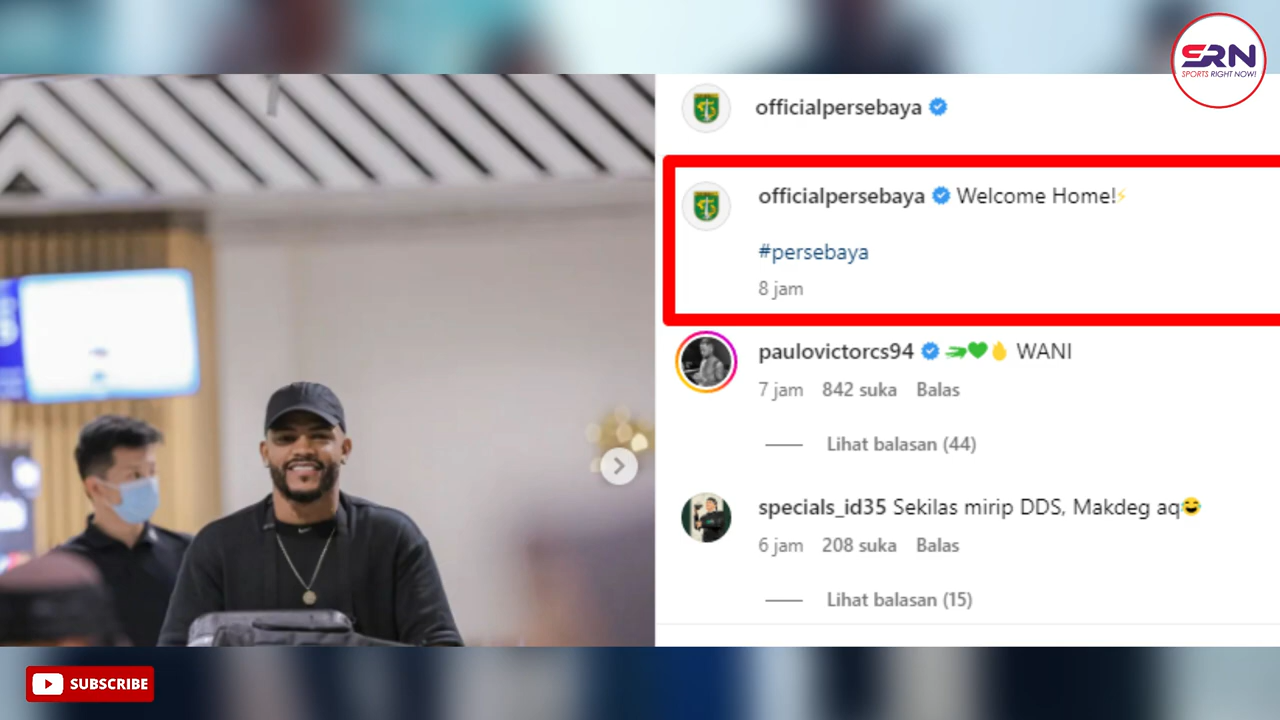 SRN
SPORTS RIGHT NOW!
officialpersebaya
officialpersebaya Welcome Home!⚡
#persebaya
8 jam
paulovictorcs94 🐊💚🤚 WANI
7 jam 842 suka Balas
Lihat balasan (44)
specials_id35 Sekilas mirip DDS, Makdeg aq😂
6 jam 208 suka Balas
Lihat balasan (15)
SUBSCRIBE